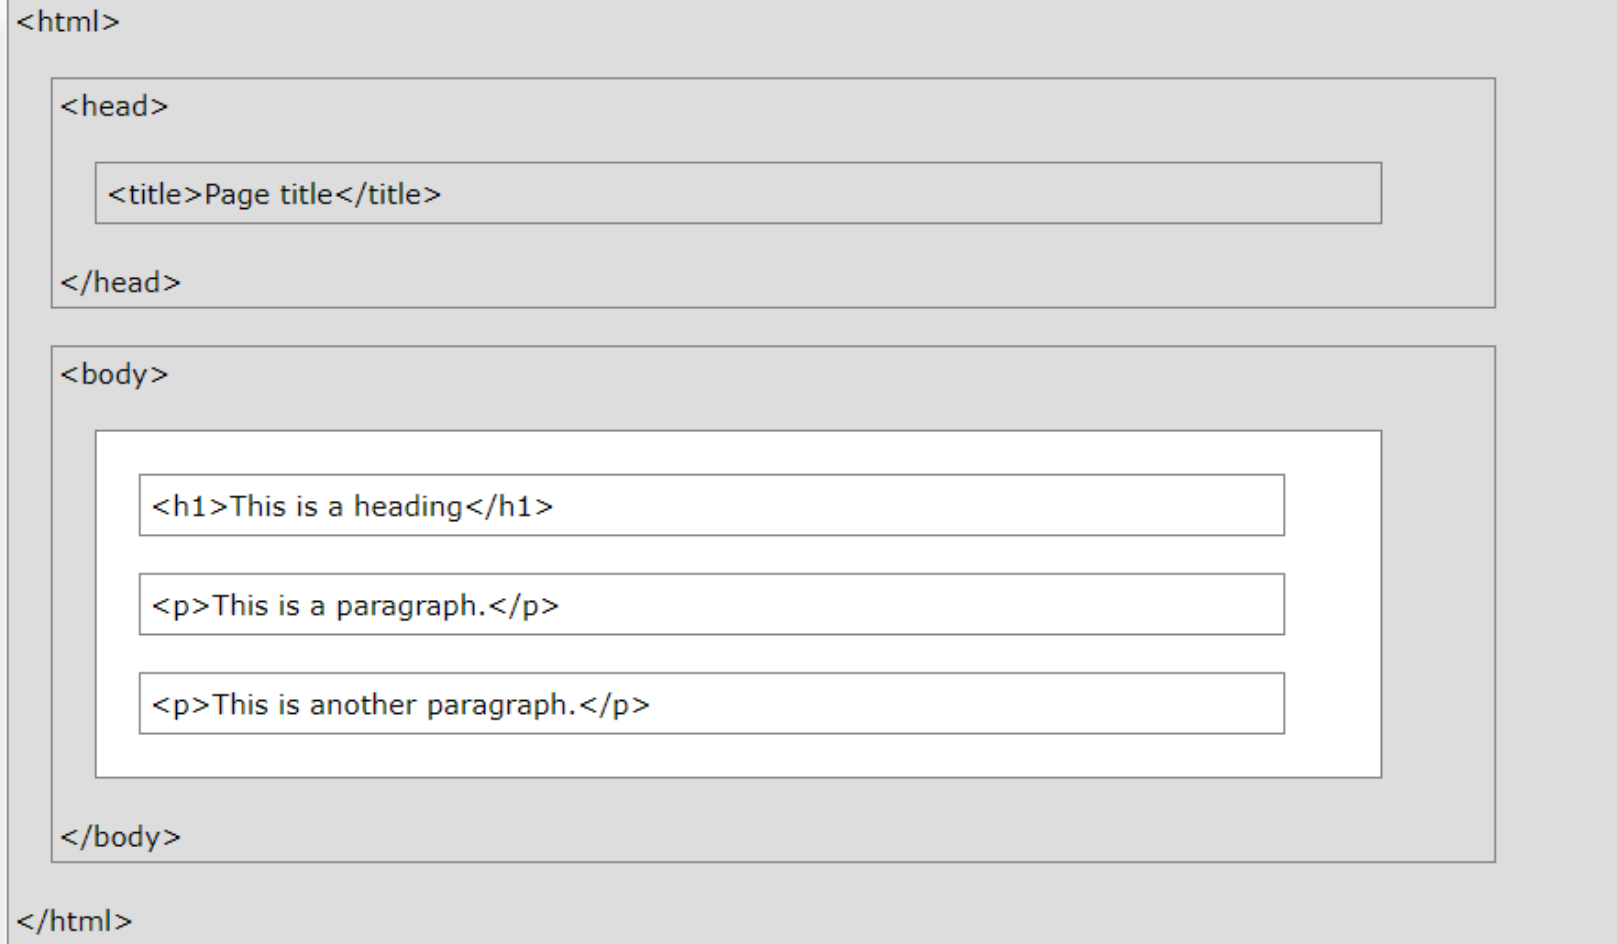 <html>
<head>
<title>Page title</title>
</head>
<body>
<h1>This is a heading</h1>
<p>This is a paragraph.</p>
<p>This is another paragraph.</p>
</body>
</html>